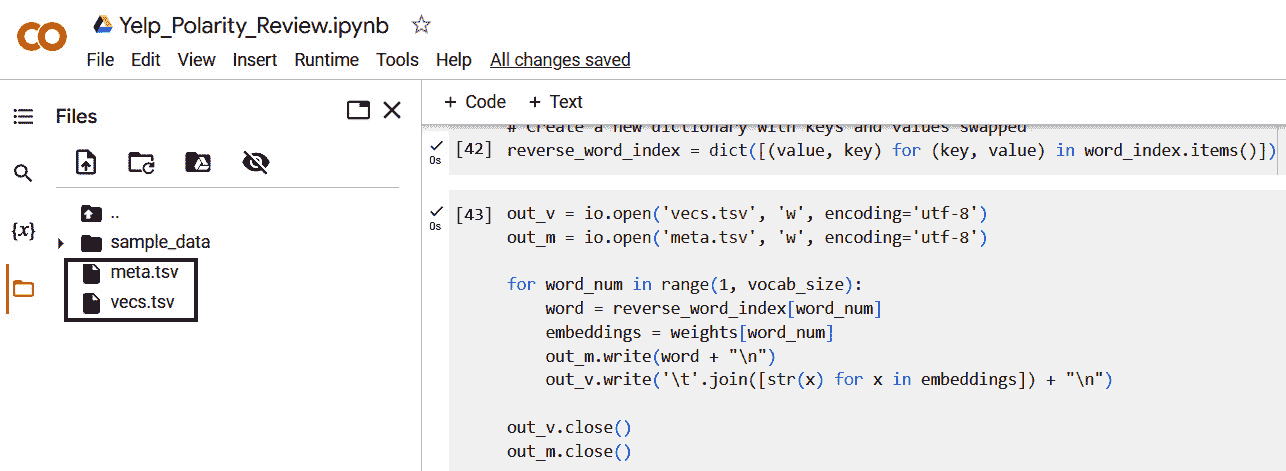 Yelp_Polarity_Review.ipynb
File Edit View Insert Runtime Tools Help All changes saved
Files
+ Code + Text
..
sample_data
meta.tsv
vecs.tsv
{x}
# Create a new dictionary with keys and values swapped
[42] reverse_word_index = dict([(value, key) for (key, value) in word_index.items()])
0s
[43] out_v = io.open('vecs.tsv', 'w', encoding='utf-8')
0s
out_m = io.open('meta.tsv', 'w', encoding='utf-8')
for word_num in range(1, vocab_size):
    word = reverse_word_index[word_num]
    embeddings = weights[word_num]
    out_m.write(word + "\n")
    out_v.write('\t'.join([str(x) for x in embeddings]) + "\n")
out_v.close()
out_m.close()